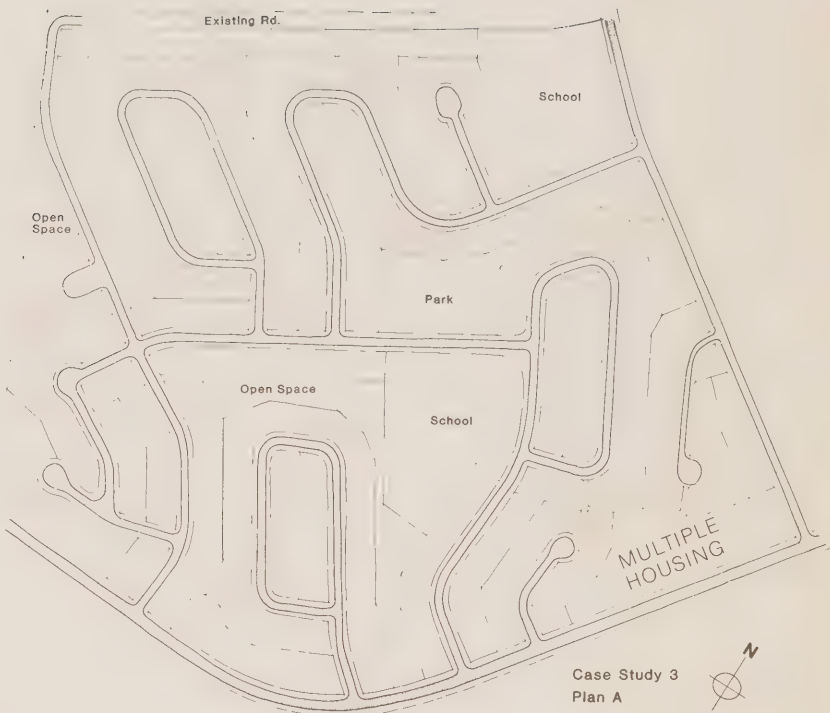 Existing Rd.
School
Open
Space
Park
Open Space
School
MULTIPLE
HOUSING
N
Case Study 3
Plan A